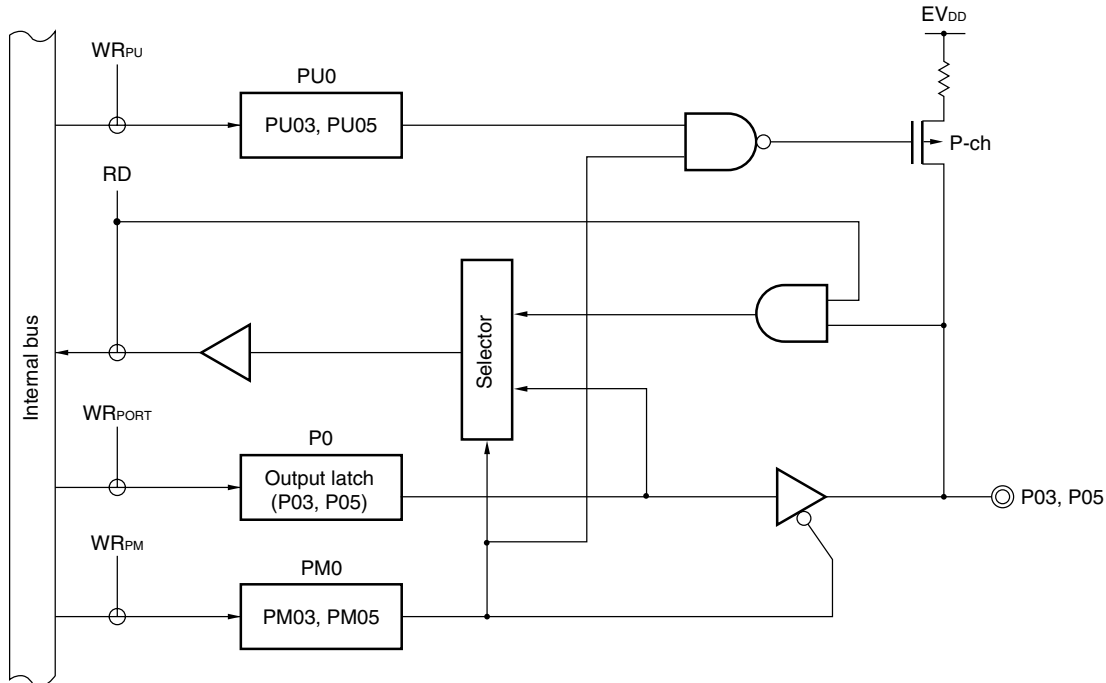 EVDD
WRPU
PU0
PU03, PU05
P-ch
RD
Internal bus
Selector
WRPORT
P0
Output latch
(P03, P05)
P03, P05
WRPM
PM0
PM03, PM05